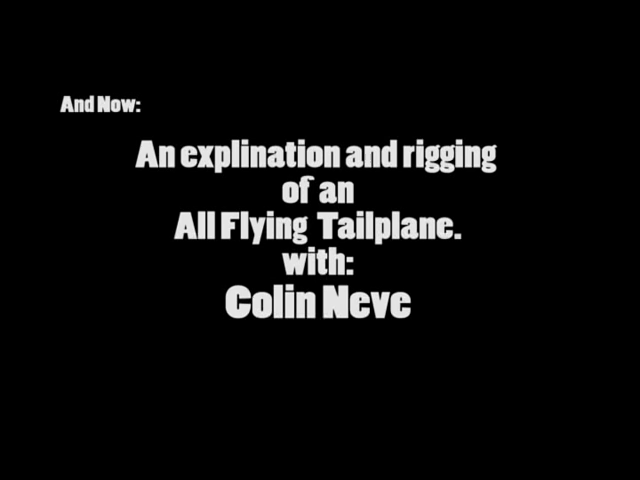 And Now:
An explination and rigging
of an
All Flying Tailplane.
with:
Colin Neve